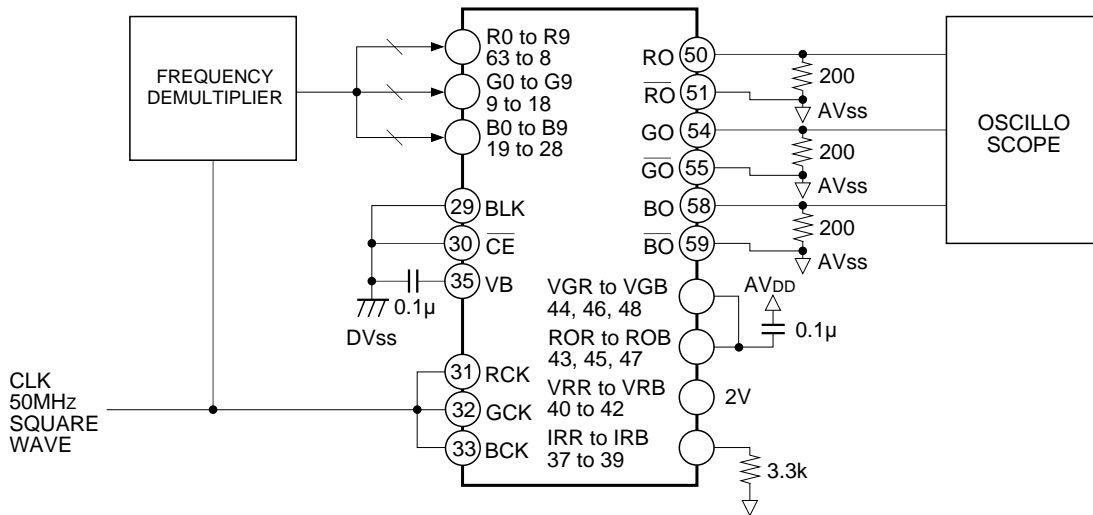 FREQUENCY
DEMULTIPLIER
R0 to R9
63 to 8
G0 to G9
9 to 18
B0 to B9
19 to 28
29 BLK
30 CE
35 VB
0.1µ
DVss
31 RCK
32 GCK
33 BCK
CLK
50MHz
SQUARE
WAVE
RO 50
RO 51
GO 54
GO 55
BO 58
BO 59
200
AVss
200
AVss
200
AVss
VGR to VGB
44, 46, 48
ROR to ROB
43, 45, 47
VRR to VRB
40 to 42
IRR to IRB
37 to 39
AVDD
0.1µ
2V
3.3k
OSCILLO
SCOPE